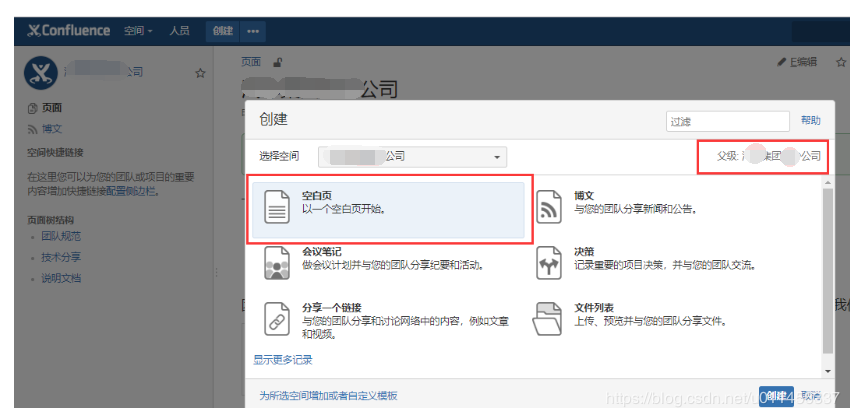 Confluence 空间 人员 创建 •••
公司
页面
公司
E编辑
页面
博文
空间快捷链接
在这里您可以为您的团队或项目的重要
内容增加快捷链接配置侧边栏。
页面树结构
团队规范
技术分享
说明文档
创建
过滤
帮助
选择空间
公司
父级:
集团
公司
空白页
以一个空白页开始。
博文
与您的团队分享新闻和公告。
会议笔记
做会议计划并与您的团队分享纪要和活动。
决策
记录重要的项目决策，并与您的团队交流。
分享一个链接
与您的团队分享和讨论网络中的内容，例如文章
和视频。
文件列表
上传、预览并与您的团队分享文件。
显示更多记录
为所选空间增加或者自定义模板
创建
取消